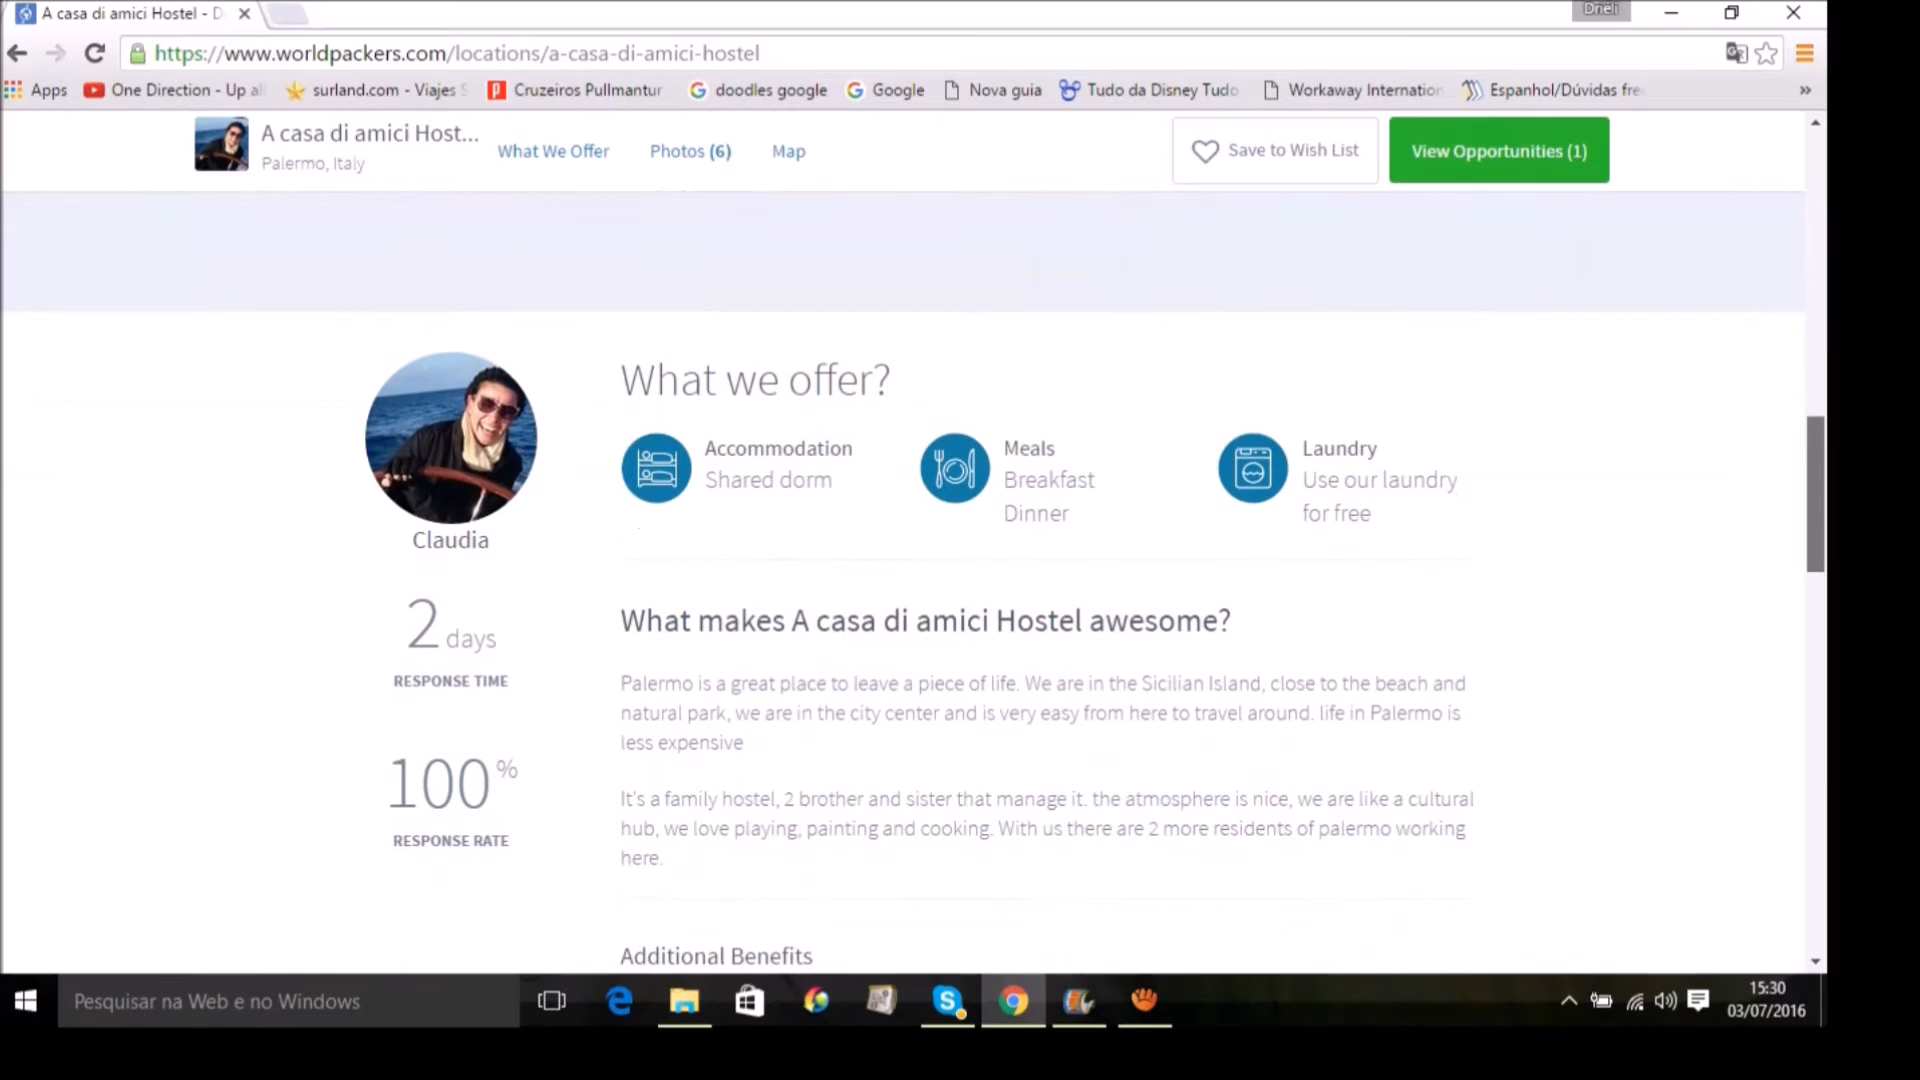 A casa di amici Hostel - D
Drieli
https://www.worldpackers.com/locations/a-casa-di-amici-hostel
Apps
One Direction - Up al
surland.com - Viajes S
Cruzeiros Pullmantur
doodles google
Google
Nova guia
Tudo da Disney Tudo
Workaway Internation
Espanhol/Dúvidas fre
»
A casa di amici Host...
Palermo, Italy
What We Offer
Photos (6)
Map
Save to Wish List
View Opportunities (1)
Claudia
2 days
RESPONSE TIME
100 %
RESPONSE RATE
What we offer?
Accommodation
Shared dorm
Meals
Breakfast
Dinner
Laundry
Use our laundry
for free
What makes A casa di amici Hostel awesome?
Palermo is a great place to leave a piece of life. We are in the Sicilian Island, close to the beach and
natural park, we are in the city center and is very easy from here to travel around. life in Palermo is
less expensive
It's a family hostel, 2 brother and sister that manage it. the atmosphere is nice, we are like a cultural
hub, we love playing, painting and cooking. With us there are 2 more residents of palermo working
here.
Additional Benefits
Pesquisar na Web e no Windows
15:30
03/07/2016